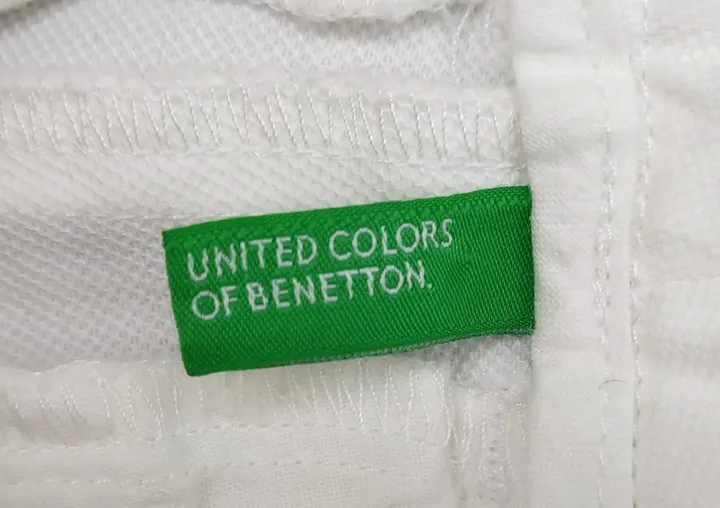 UNITED COLORS
OF BENETTON.